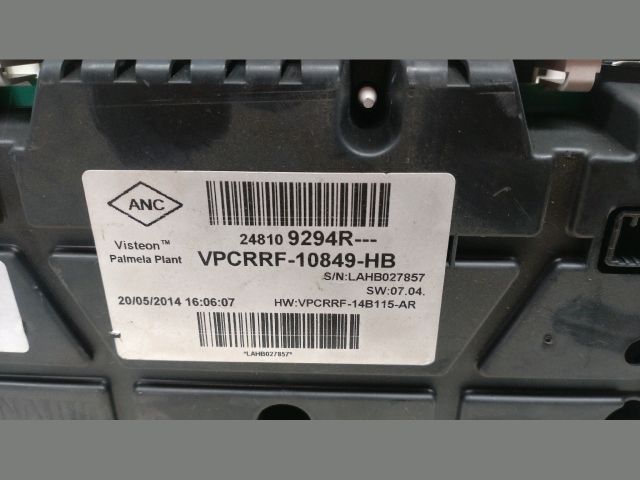 ANC
24810 9294R---
Visteon™
Palmela Plant
VPCRRF-10849-HB
S/N:LAHB027857
SW:07.04.
20/05/2014 16:06:07
HW:VPCRRF-14B115-AR
*LAHB027857*